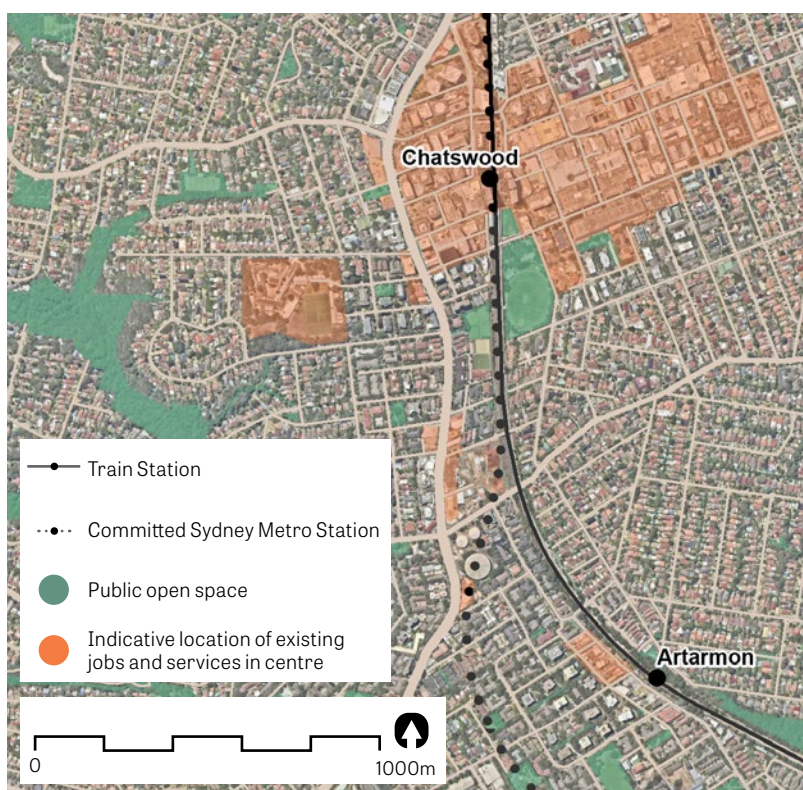 Chatswood
Train Station
Committed Sydney Metro Station
Public open space
Indicative location of existing
jobs and services in centre
Artarmon
0
1000m